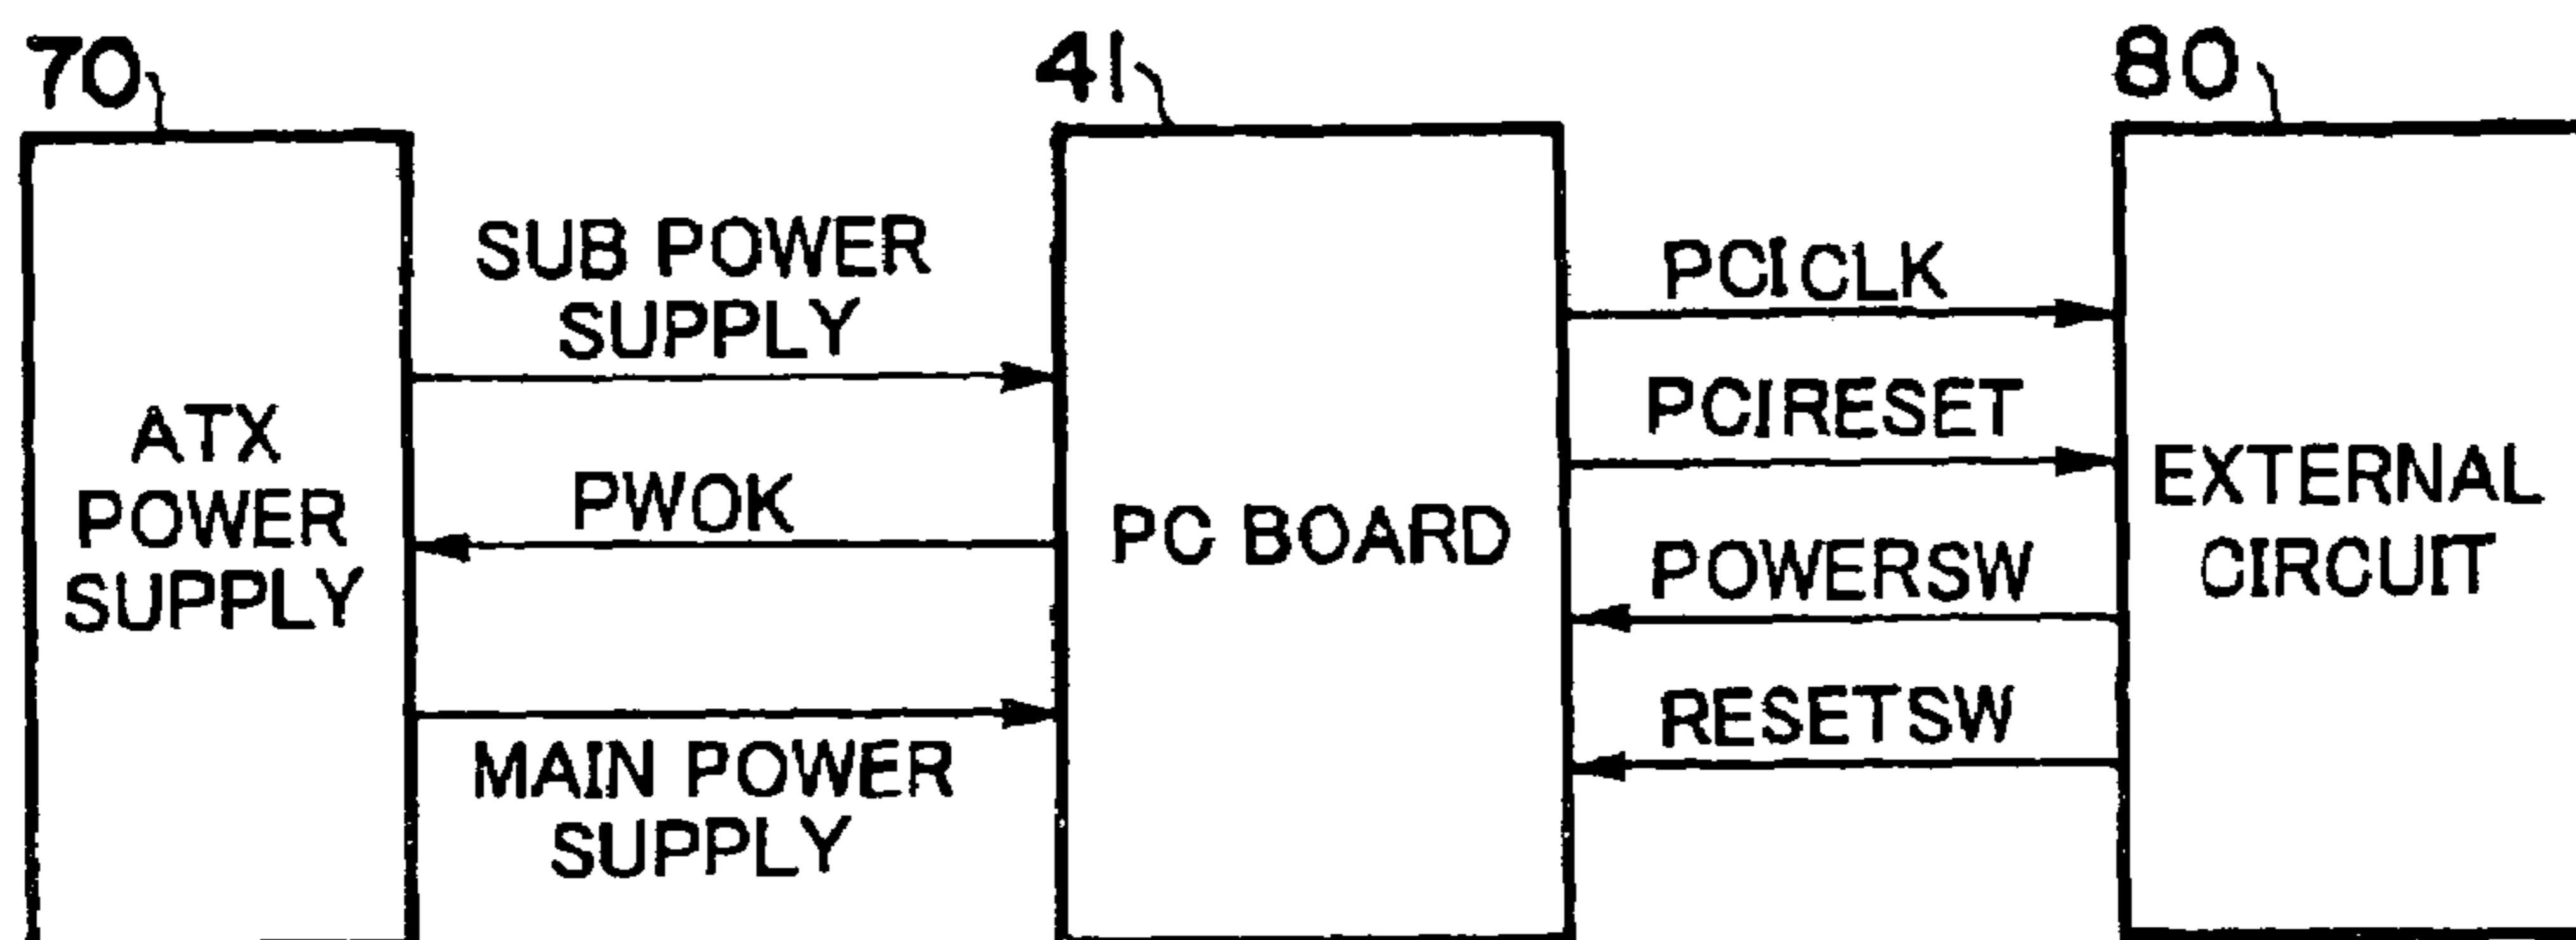 70
41
80
ATX
POWER
SUPPLY
SUB POWER
SUPPLY
PWOK
MAIN POWER
SUPPLY
PC BOARD
PCICLK
PCIRESET
POWERSW
RESETSW
EXTERNAL
CIRCUIT